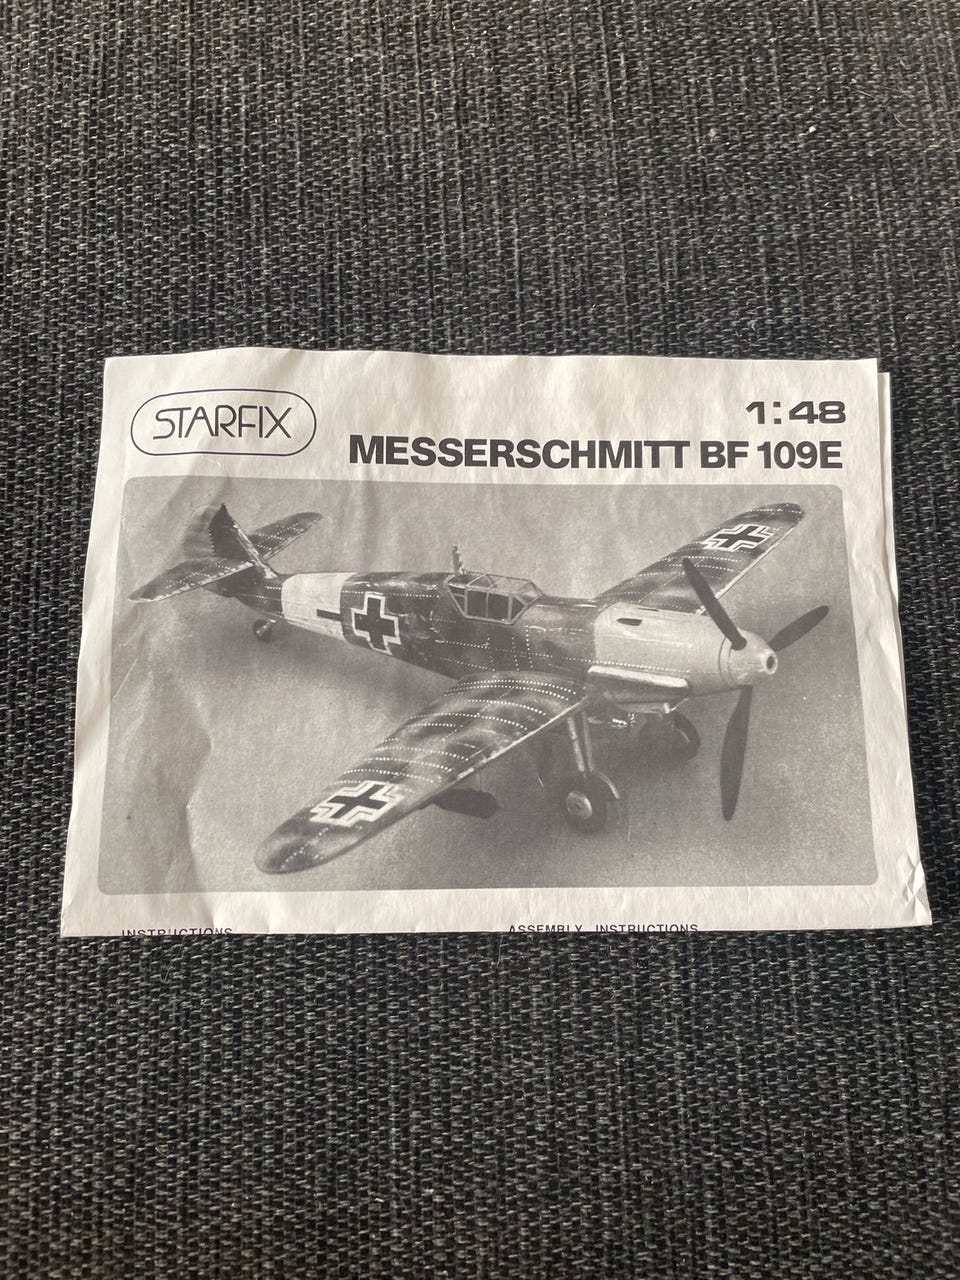 STARFIX
1:48
MESSERSCHMITT BF 109E
INSTRUCTIONS
ASSEMBLY INSTRUCTIONS